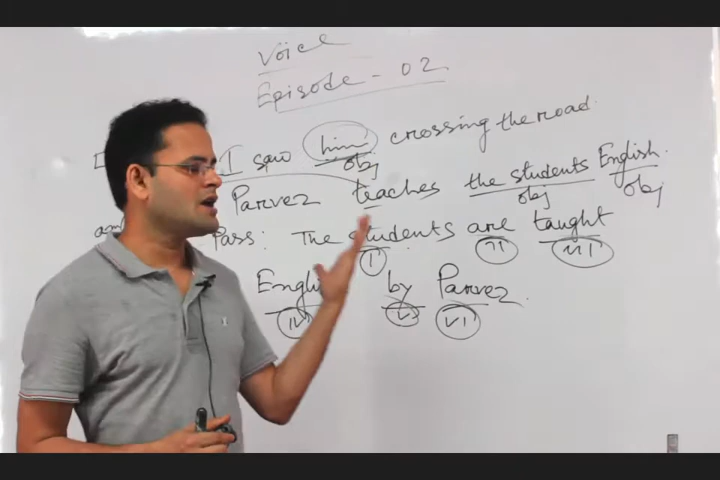 Voice
Episode - 02
I saw him crossing the road.
obj
Parvez teaches the students English.
obj obj
Pass: The students are taught
I II III
English by Parvez.
IV V VI